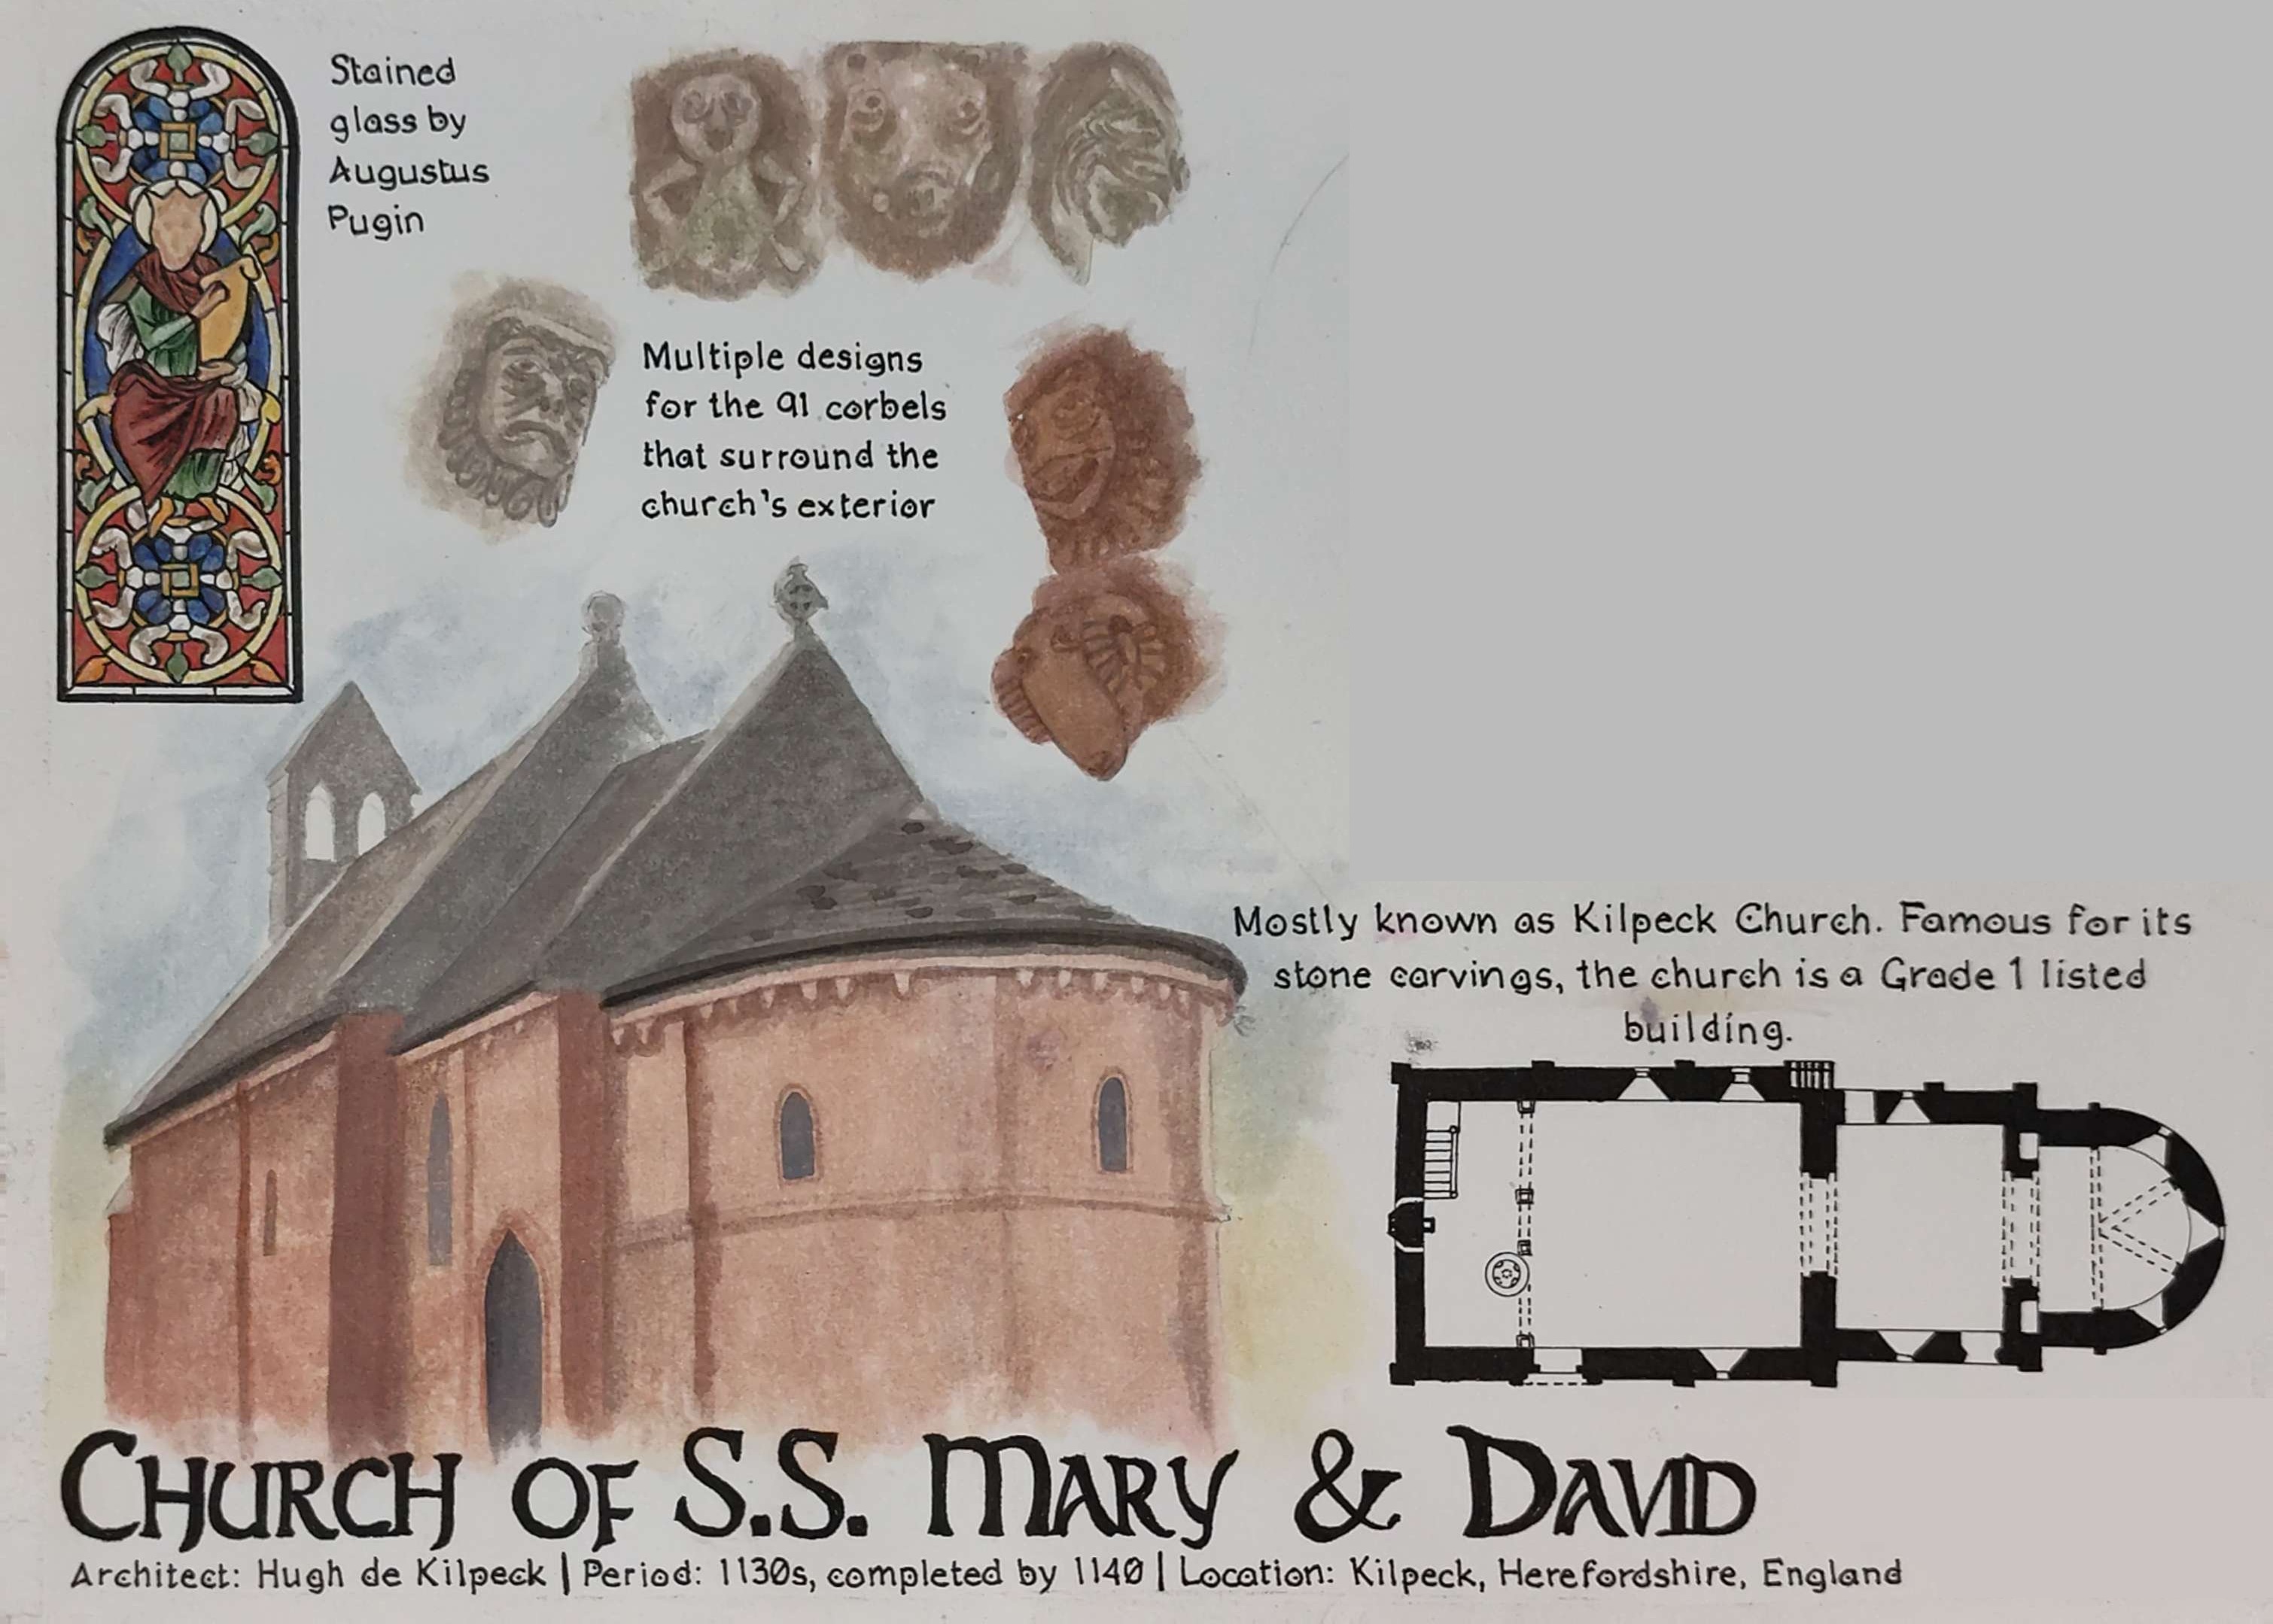 Stained
glass by
Augustus
Pugin
Multiple designs
for the 91 corbels
that surround the
church's exterior
Mostly known as Kilpeck Church. Famous for its
stone carvings, the church is a Grade 1 listed
building.
CHURCH OF S.S. MARY & DAVID
Architect: Hugh de Kilpeck | Period: 1130s, completed by 1140 | Location: Kilpeck, Herefordshire, England